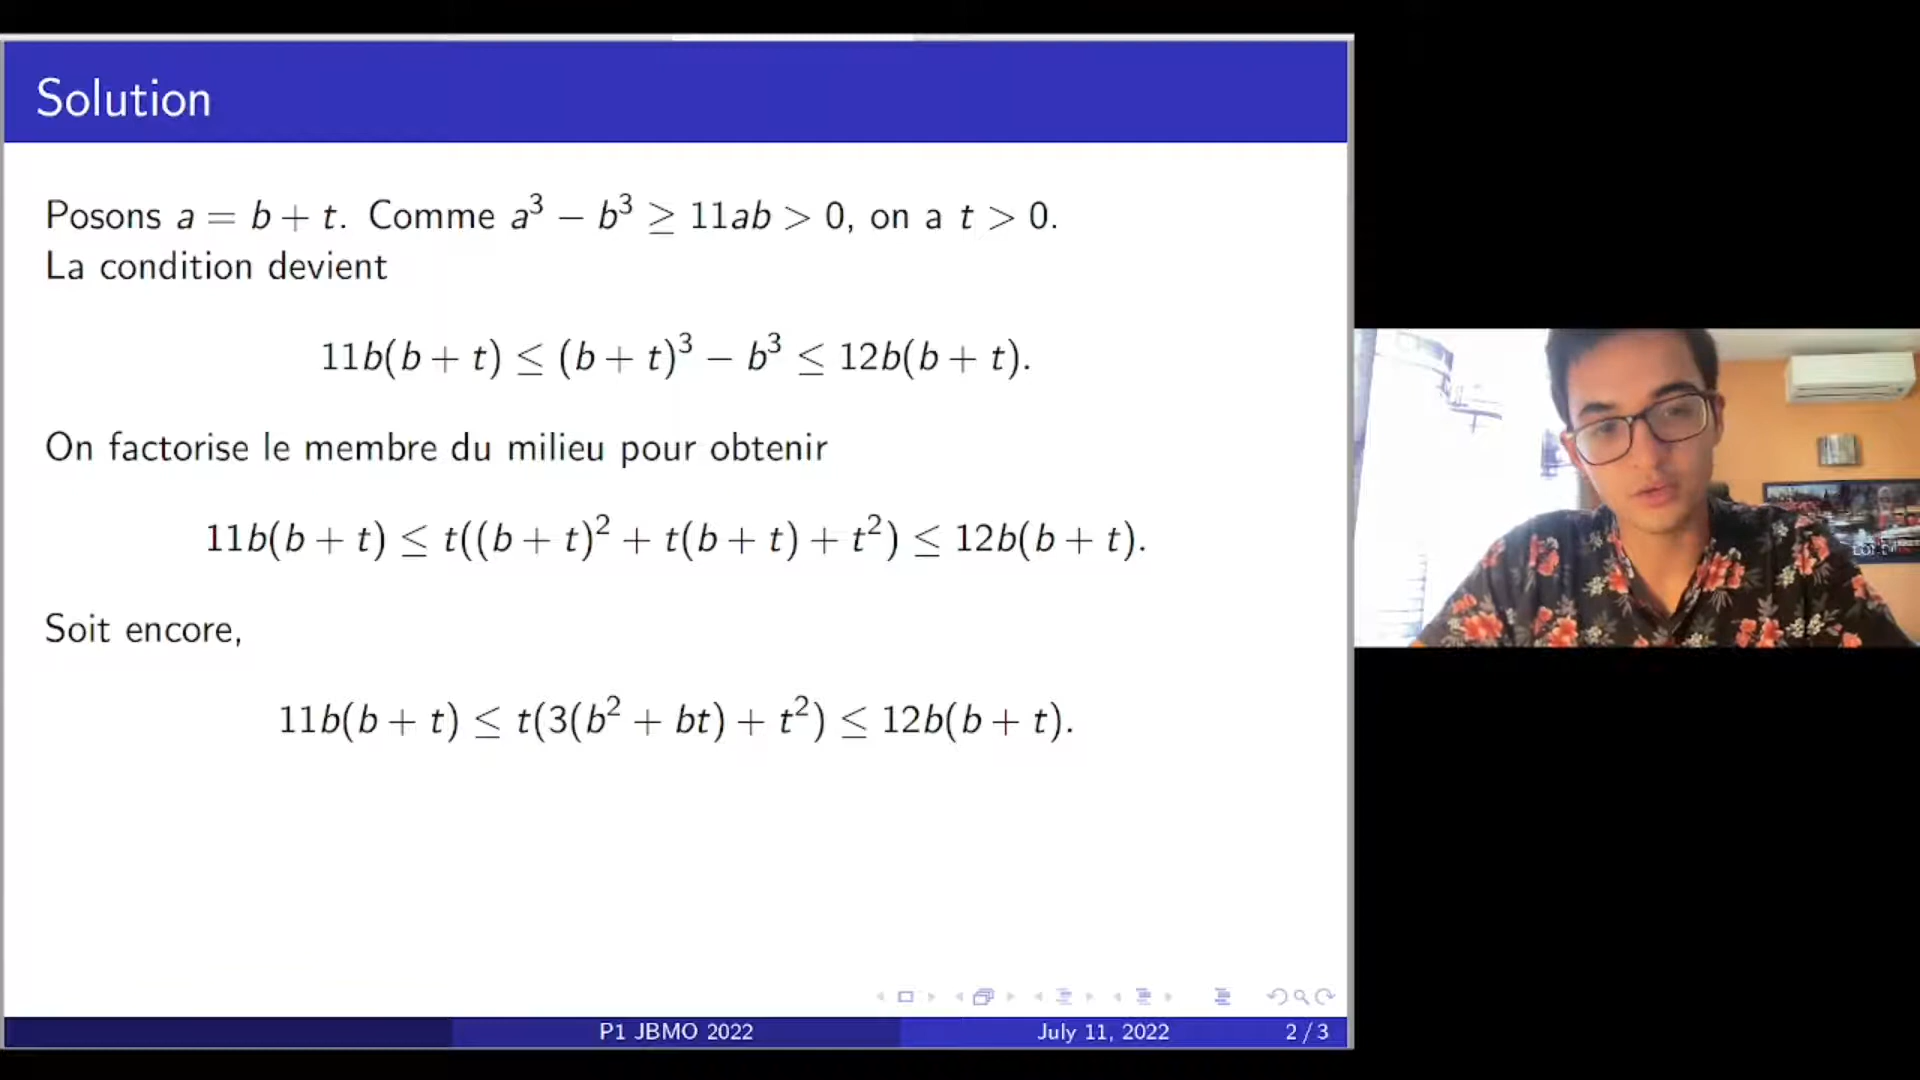 Solution
Posons a = b + t. Comme a³ − b³ ≥ 11ab > 0, on a t > 0.
La condition devient
11b(b + t) ≤ (b + t)³ − b³ ≤ 12b(b + t).
On factorise le membre du milieu pour obtenir
11b(b + t) ≤ t((b + t)² + t(b + t) + t²) ≤ 12b(b + t).
Soit encore,
11b(b + t) ≤ t(3(b² + bt) + t²) ≤ 12b(b + t).
P1 JBMO 2022 July 11, 2022 2 / 3